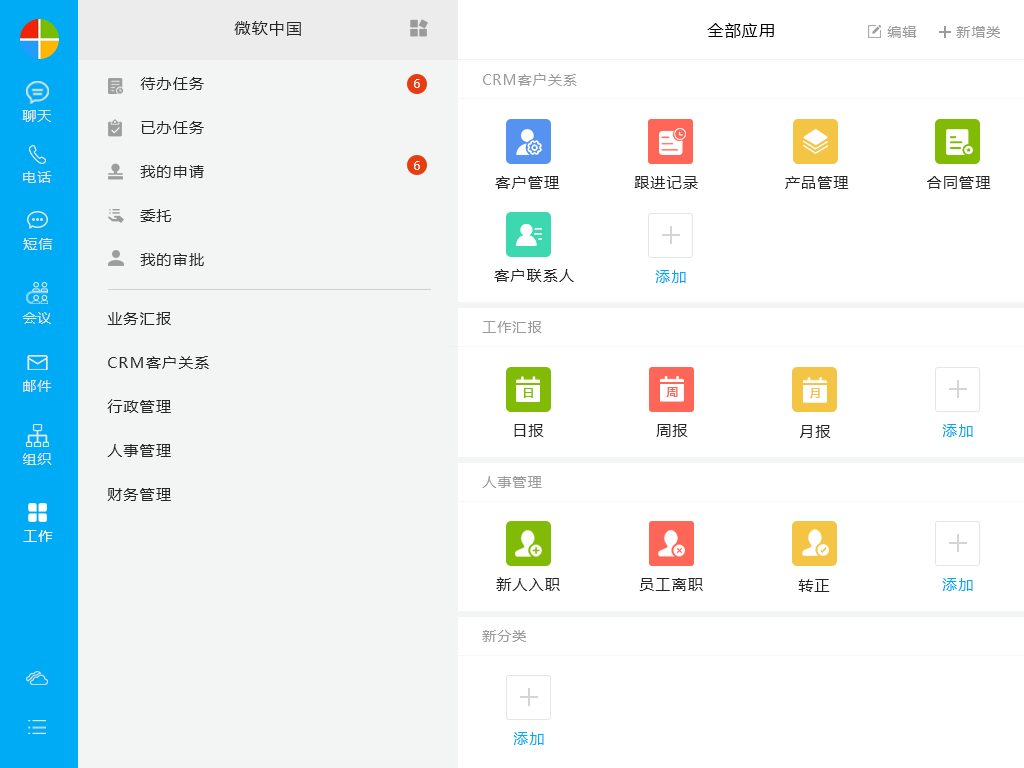 聊天
电话
短信
会议
邮件
组织
工作
微软中国
待办任务 6
已办任务
我的申请 6
委托
我的审批
业务汇报
CRM客户关系
行政管理
人事管理
财务管理
全部应用 编辑 新增类
CRM客户关系
客户管理 跟进记录 产品管理 合同管理
客户联系人 添加
工作汇报
日 周 月
日报 周报 月报 添加
人事管理
新人入职 员工离职 转正 添加
新分类
添加